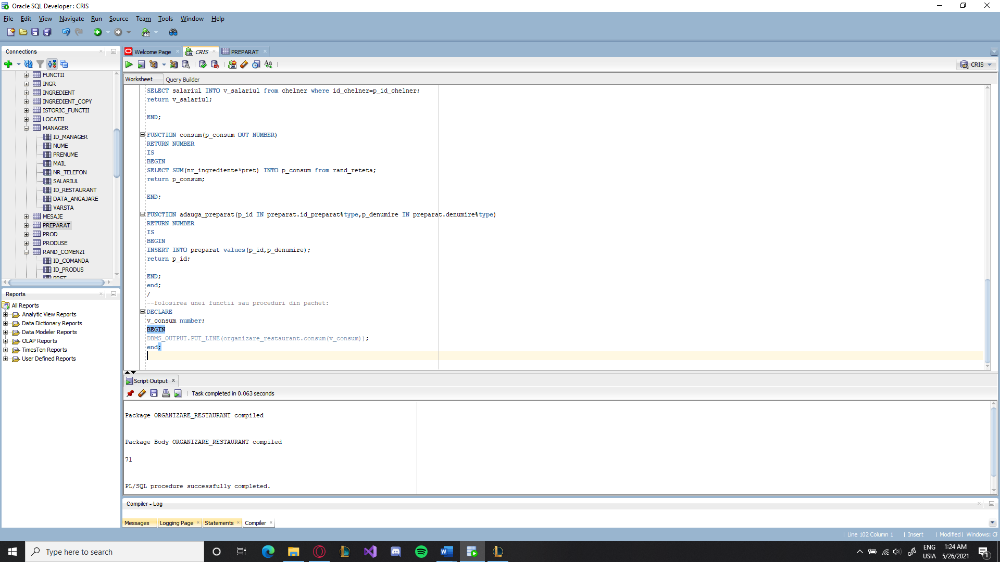 Oracle SQL Developer : CRIS
File Edit View Navigate Run Source Team Tools Window Help
Connections
FUNCTII
INGR
INGREDIENT
INGREDIENT_COPY
ISTORIC_FUNCTII
LOCATII
MANAGER
ID_MANAGER
NUME
PRENUME
MAIL
NR_TELEFON
SALARIUL
ID_RESTAURANT
DATA_ANGAJARE
VARSTA
MESAJE
PREPARAT
PROD
PRODUSE
RAND_COMENZI
ID_COMANDA
ID_PRODUS
PRET
Reports
All Reports
Analytic View Reports
Data Dictionary Reports
Data Modeler Reports
OLAP Reports
TimesTen Reports
User Defined Reports
Welcome Page CRIS PREPARAT
CRIS
Worksheet Query Builder
SELECT salariul INTO v_salariul from chelner where id_chelner=p_id_chelner;
return v_salariul;
END;
FUNCTION consum(p_consum OUT NUMBER)
RETURN NUMBER
IS
BEGIN
SELECT SUM(nr_ingrediente*pret) INTO p_consum from rand_reteta;
return p_consum;
END;
FUNCTION adauga_preparat(p_id IN preparat.id_preparat%type,p_denumire IN preparat.denumire%type)
RETURN NUMBER
IS
BEGIN
INSERT INTO preparat values(p_id,p_denumire);
return p_id;
END;
end;
/
--folosirea unei functii sau proceduri din pachet:
DECLARE
v_consum number;
BEGIN
DBMS_OUTPUT.PUT_LINE(organizare_restaurant.consum(v_consum));
end;
Script Output
Task completed in 0.063 seconds
Package ORGANIZARE_RESTAURANT compiled
Package Body ORGANIZARE_RESTAURANT compiled
71
PL/SQL procedure successfully completed.
Compiler - Log
Messages Logging Page Statements Compiler
Line 102 Column 1 Insert Modified Windows: CF
Type here to search
ENG
USIA
1:24 AM
5/26/2021
1